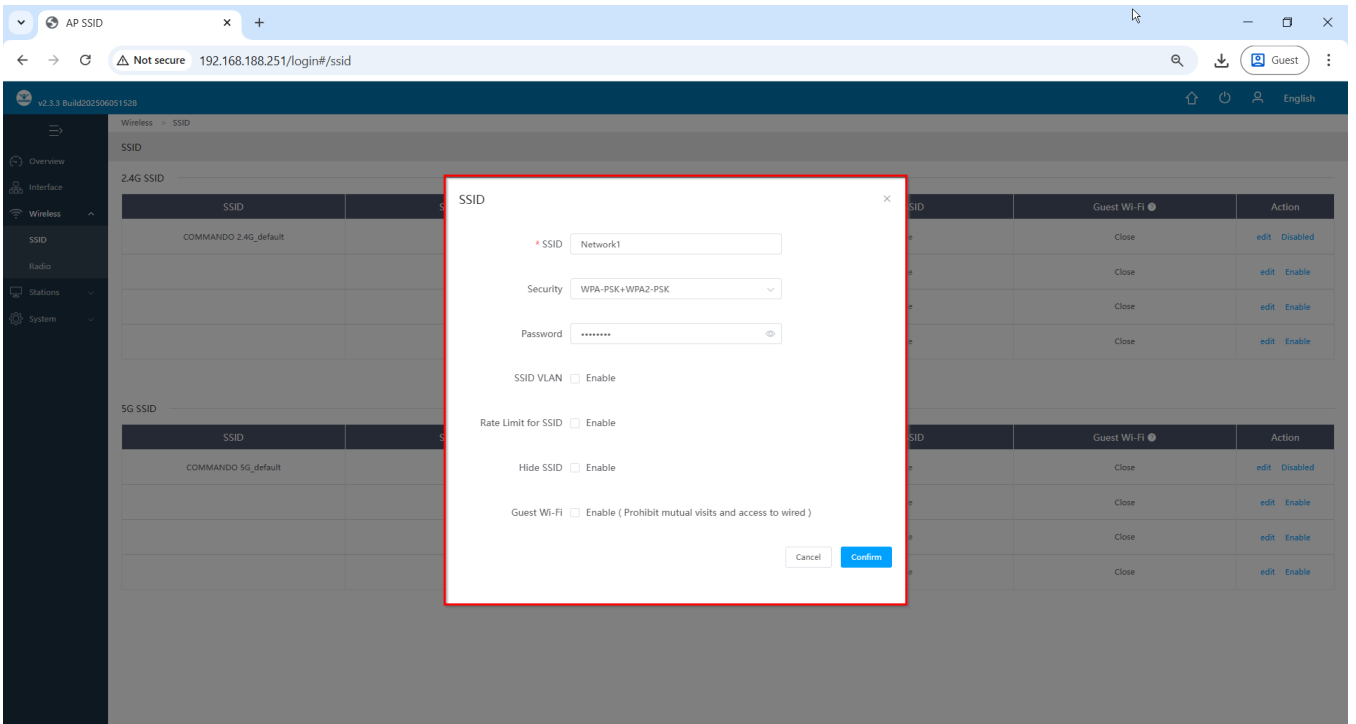 AP SSID
Not secure 192.168.188.251/login#/ssid Guest
v2.3.3 Build202506051528 English
Wireless > SSID
SSID
Overview
Interface
Wireless
SSID
Radio
Stations
System
2.4G SSID
SSID S SID Guest Wi-Fi Action
COMMANDO 2.4G_default e Close edit Disabled
e Close edit Enable
e Close edit Enable
e Close edit Enable
5G SSID
SSID S SID Guest Wi-Fi Action
COMMANDO 5G_default e Close edit Disabled
e Close edit Enable
e Close edit Enable
e Close edit Enable
SSID
* SSID Network1
Security WPA-PSK+WPA2-PSK
Password ••••••••
SSID VLAN Enable
Rate Limit for SSID Enable
Hide SSID Enable
Guest Wi-Fi Enable ( Prohibit mutual visits and access to wired )
Cancel Confirm